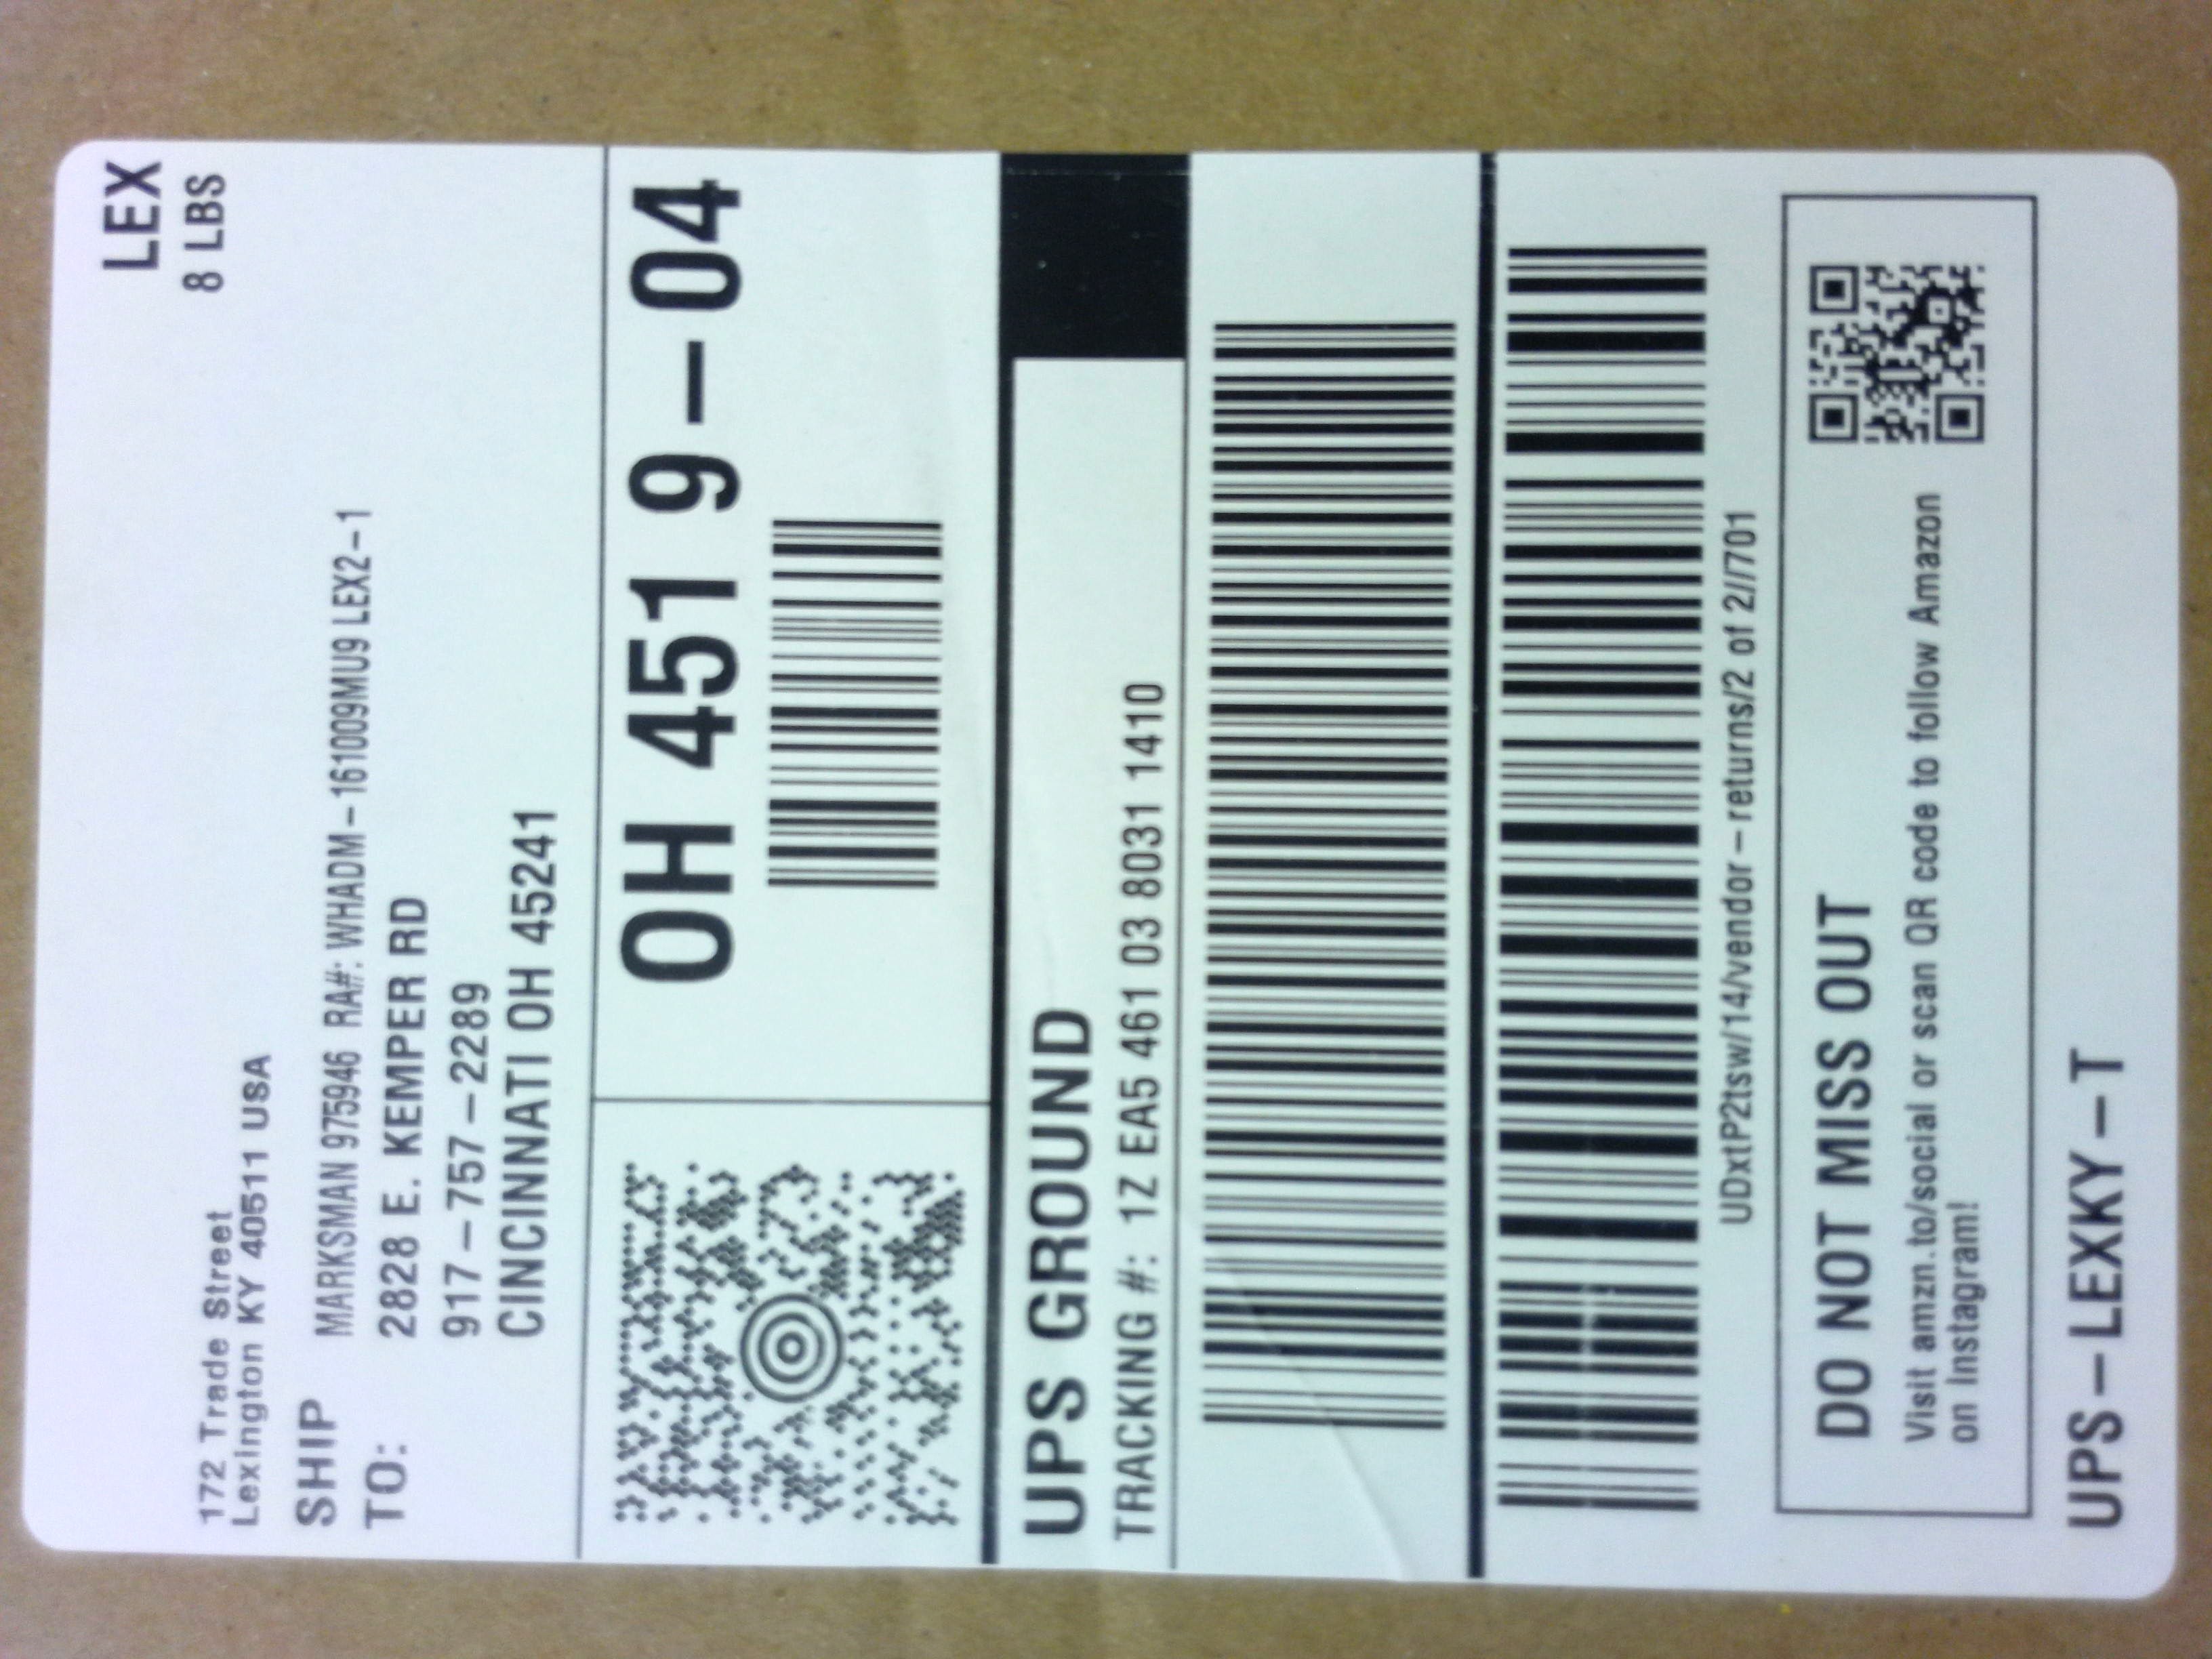 LEX
8 LBS
172 Trade Street
Lexington KY 40511 USA
SHIP
TO:
MARKSMAN 975946 RA#: WHADM-161009MU9 LEX2-1
2828 E. KEMPER RD
917-757-2289
CINCINNATI OH 45241
OH 451 9-04
UPS GROUND
TRACKING #: 1Z EA5 461 03 8031 1410
UDxtP2tsw/14/vendor-returns/2 of 2//701
DO NOT MISS OUT
Visit amzn.to/social or scan QR code to follow Amazon
on Instagram!
UPS-LEXKY-T